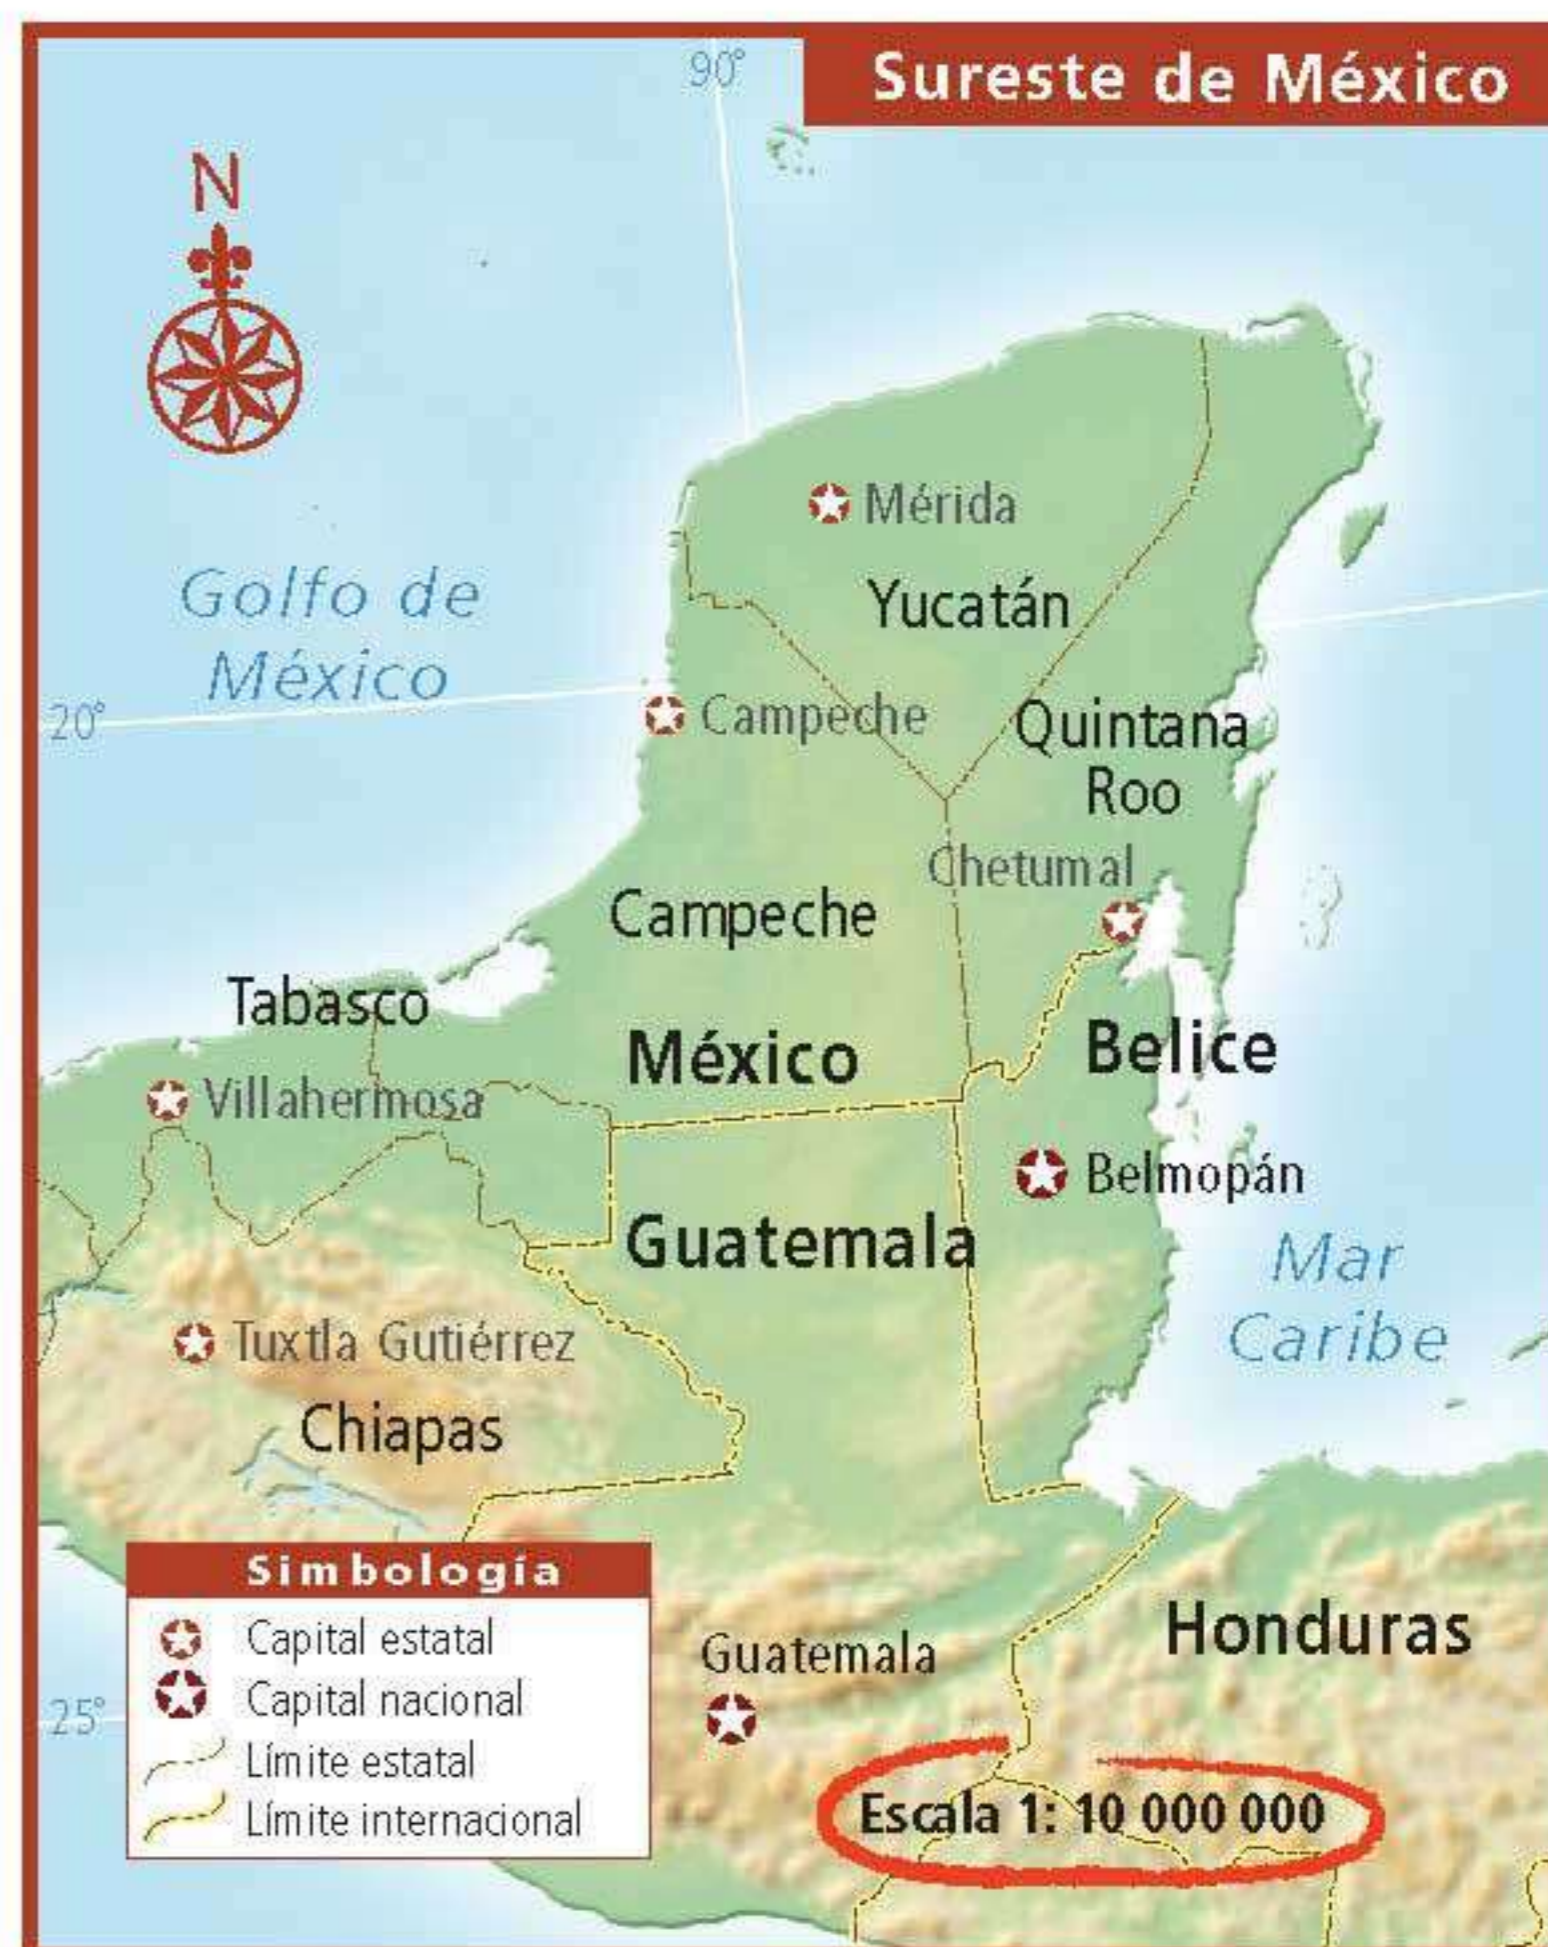 Sureste de México
90°
N
Mérida
Golfo de
México
Yucatán
20°
Campeche
Quintana
Roo
Chetumal
Campeche
Tabasco
México
Belice
Villahermosa
Belmopán
Guatemala
Mar
Caribe
Tuxtla Gutiérrez
Chiapas
Simbología
Capital estatal
Capital nacional
Límite estatal
Límite internacional
25°
Guatemala
Honduras
Escala 1: 10 000 000